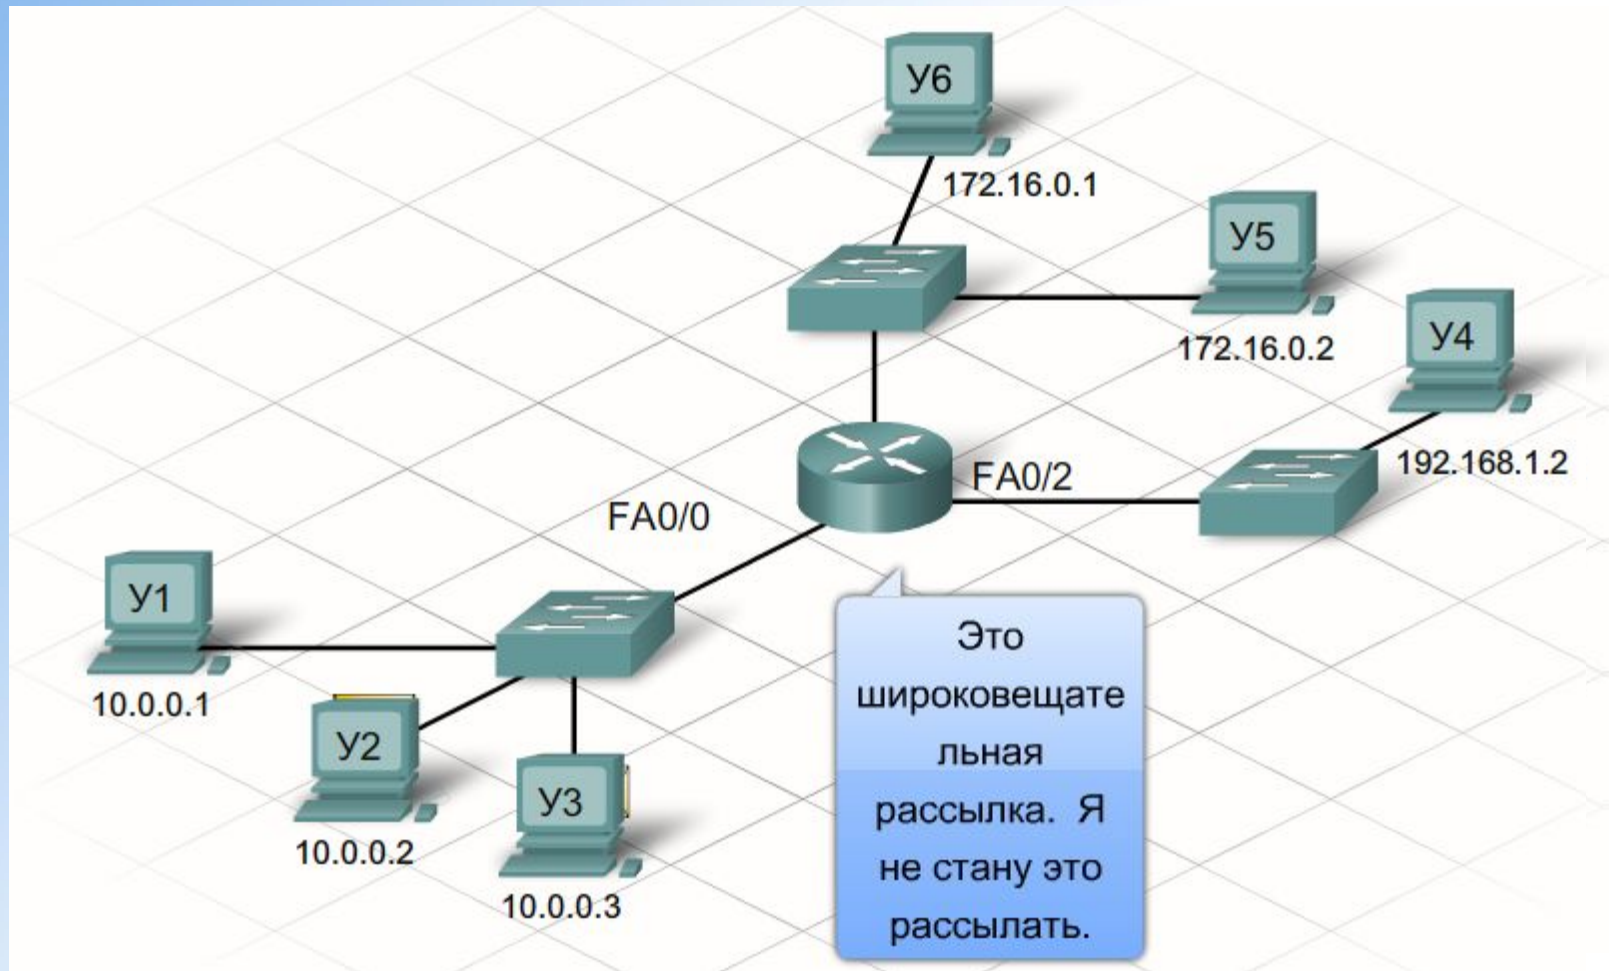 У6
172.16.0.1
У5
172.16.0.2
У4
192.168.1.2
FA0/2
FA0/0
У1
10.0.0.1
У2
10.0.0.2
У3
10.0.0.3
Это
широковещате
льная
рассылка. Я
не стану это
рассылать.